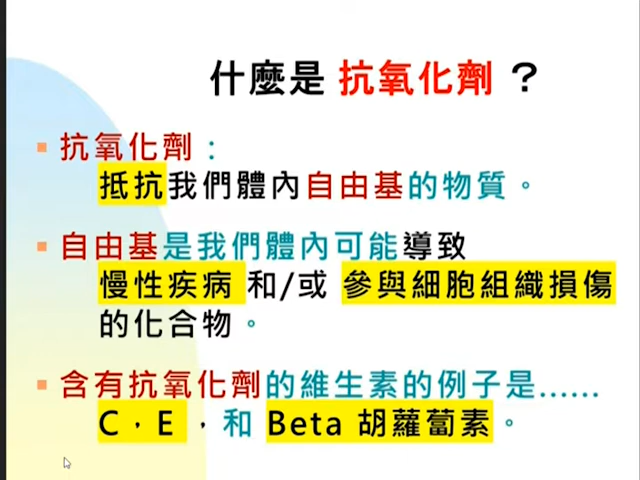 什麼是 抗氧化劑 ？
抗氧化劑：
抵抗我們體內自由基的物質。
自由基是我們體內可能導致
慢性疾病 和/或 參與細胞組織損傷
的化合物。
含有抗氧化劑的維生素的例子是......
C，E ，和 Beta 胡蘿蔔素。